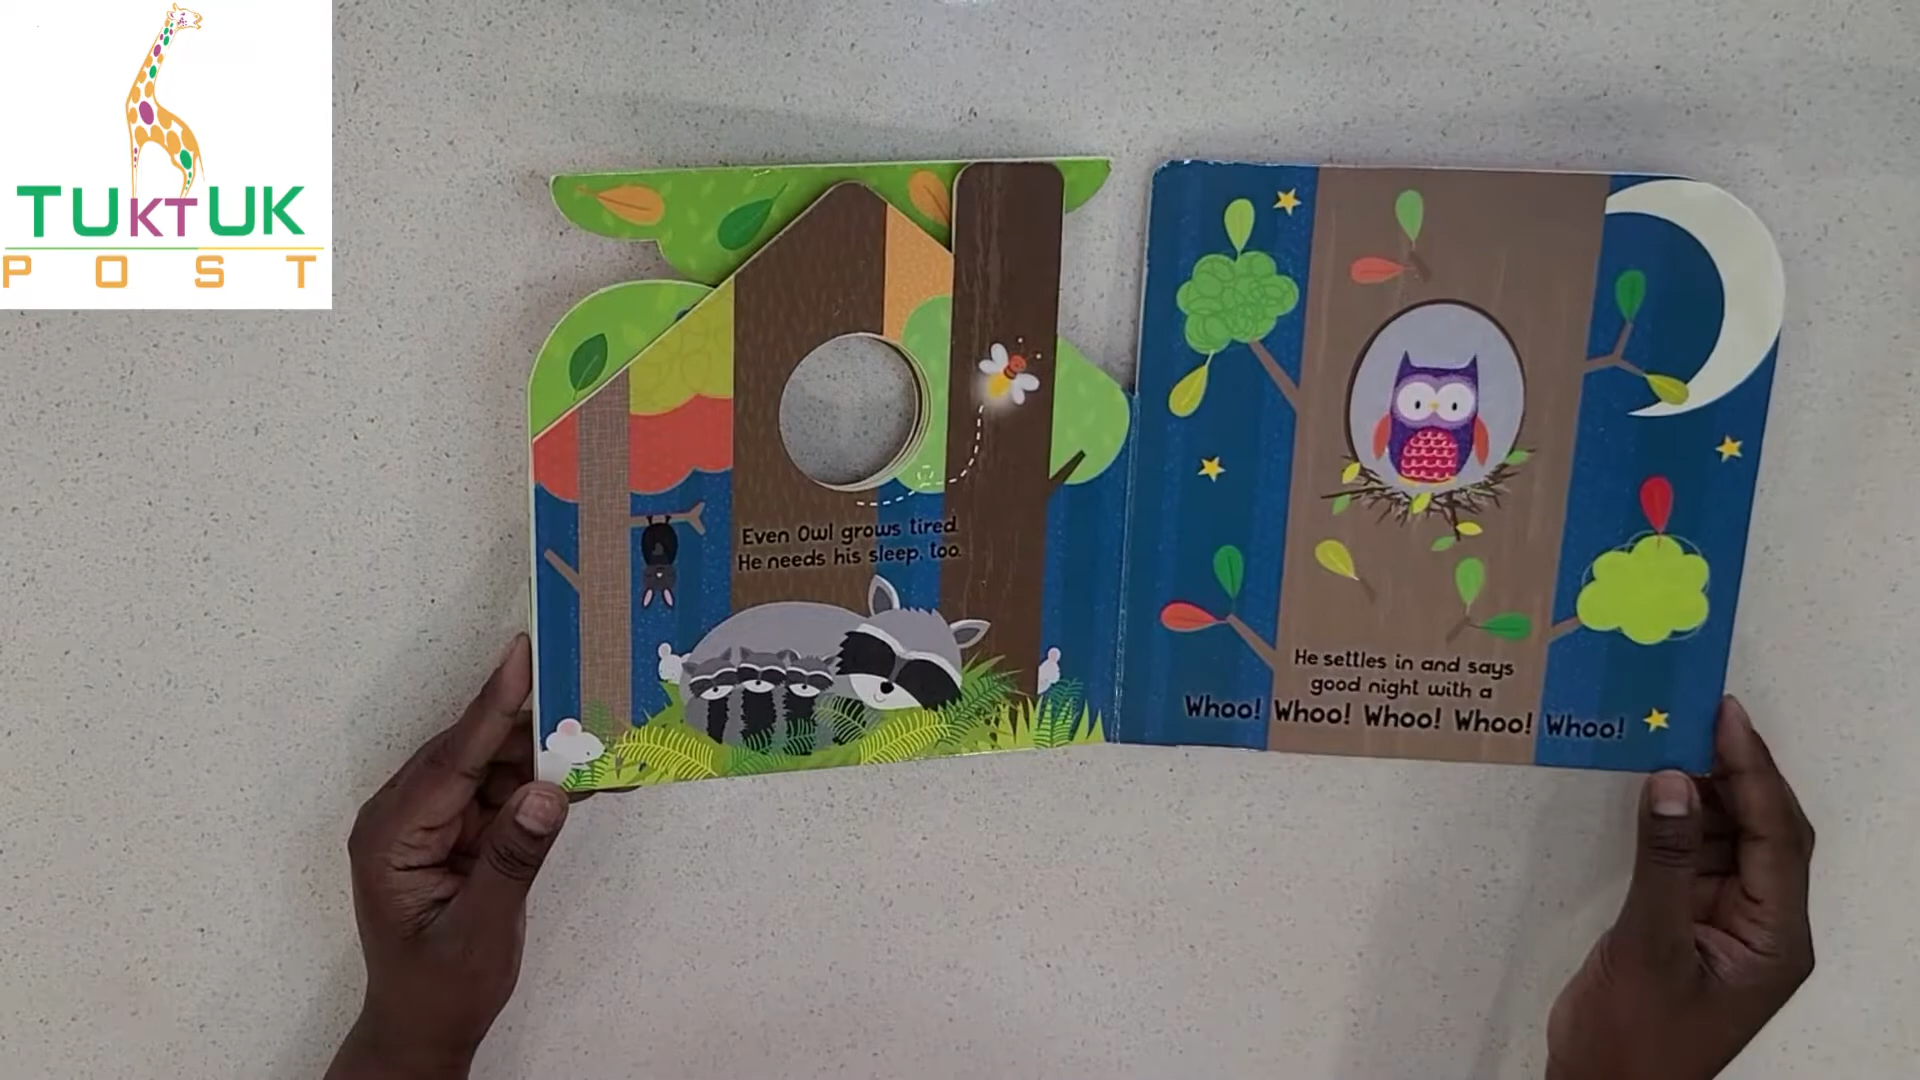 TUKTUK
POST
Even Owl grows tired.
He needs his sleep, too.
He settles in and says
good night with a
Whoo! Whoo! Whoo! Whoo! Whoo!